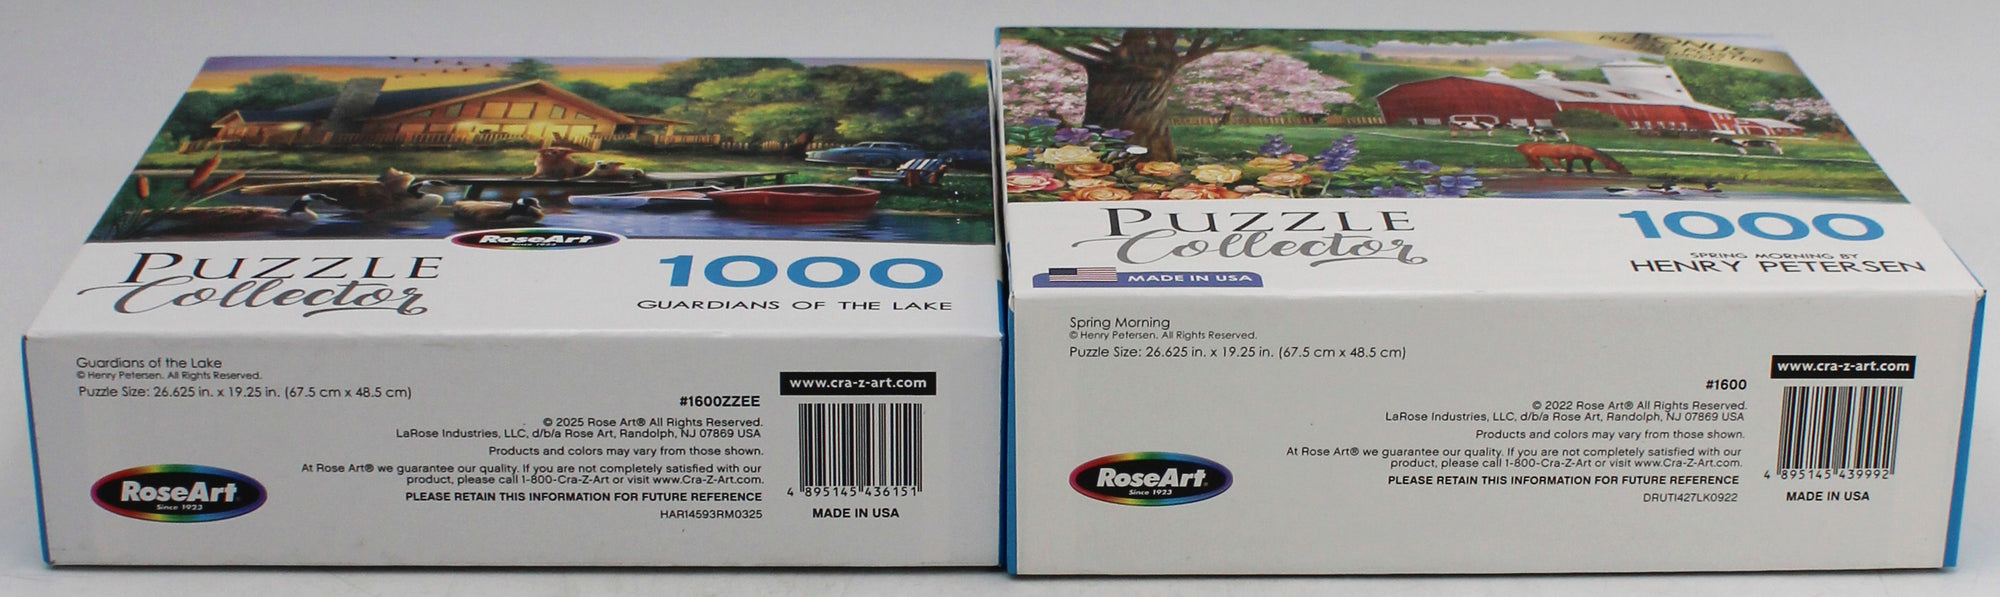 RoseArt
Since 1923
PUZZLE
Collector
1000
GUARDIANS OF THE LAKE
Guardians of the Lake
© Henry Petersen. All Rights Reserved.
Puzzle Size: 26.625 in. x 19.25 in. (67.5 cm x 48.5 cm)
www.cra-z-art.com
#1600ZZEE
© 2025 Rose Art® All Rights Reserved.
LaRose Industries, LLC, d/b/a Rose Art, Randolph, NJ 07869 USA
Products and colors may vary from those shown.
At Rose Art® we guarantee our quality. If you are not completely satisfied with our
product, please call 1-800-Cra-Z-Art or visit www.Cra-Z-Art.com.
PLEASE RETAIN THIS INFORMATION FOR FUTURE REFERENCE
HAR14593RM0325
RoseArt
Since 1923
4 895145 436151
MADE IN USA
BONUS
PUZZLE POSTER
PUZZLE
Collector
MADE IN USA
1000
SPRING MORNING BY
HENRY PETERSEN
Spring Morning
© Henry Petersen. All Rights Reserved.
Puzzle Size: 26.625 in. x 19.25 in. (67.5 cm x 48.5 cm)
www.cra-z-art.com
#1600
© 2022 Rose Art® All Rights Reserved.
LaRose Industries, LLC, d/b/a Rose Art, Randolph, NJ 07869 USA
Products and colors may vary from those shown.
At Rose Art® we guarantee our quality. If you are not completely satisfied with our
product, please call 1-800-Cra-Z-Art or visit www.Cra-Z-Art.com.
PLEASE RETAIN THIS INFORMATION FOR FUTURE REFERENCE
DRUTI427LK0922
RoseArt
Since 1923
4 895145 439992
MADE IN USA